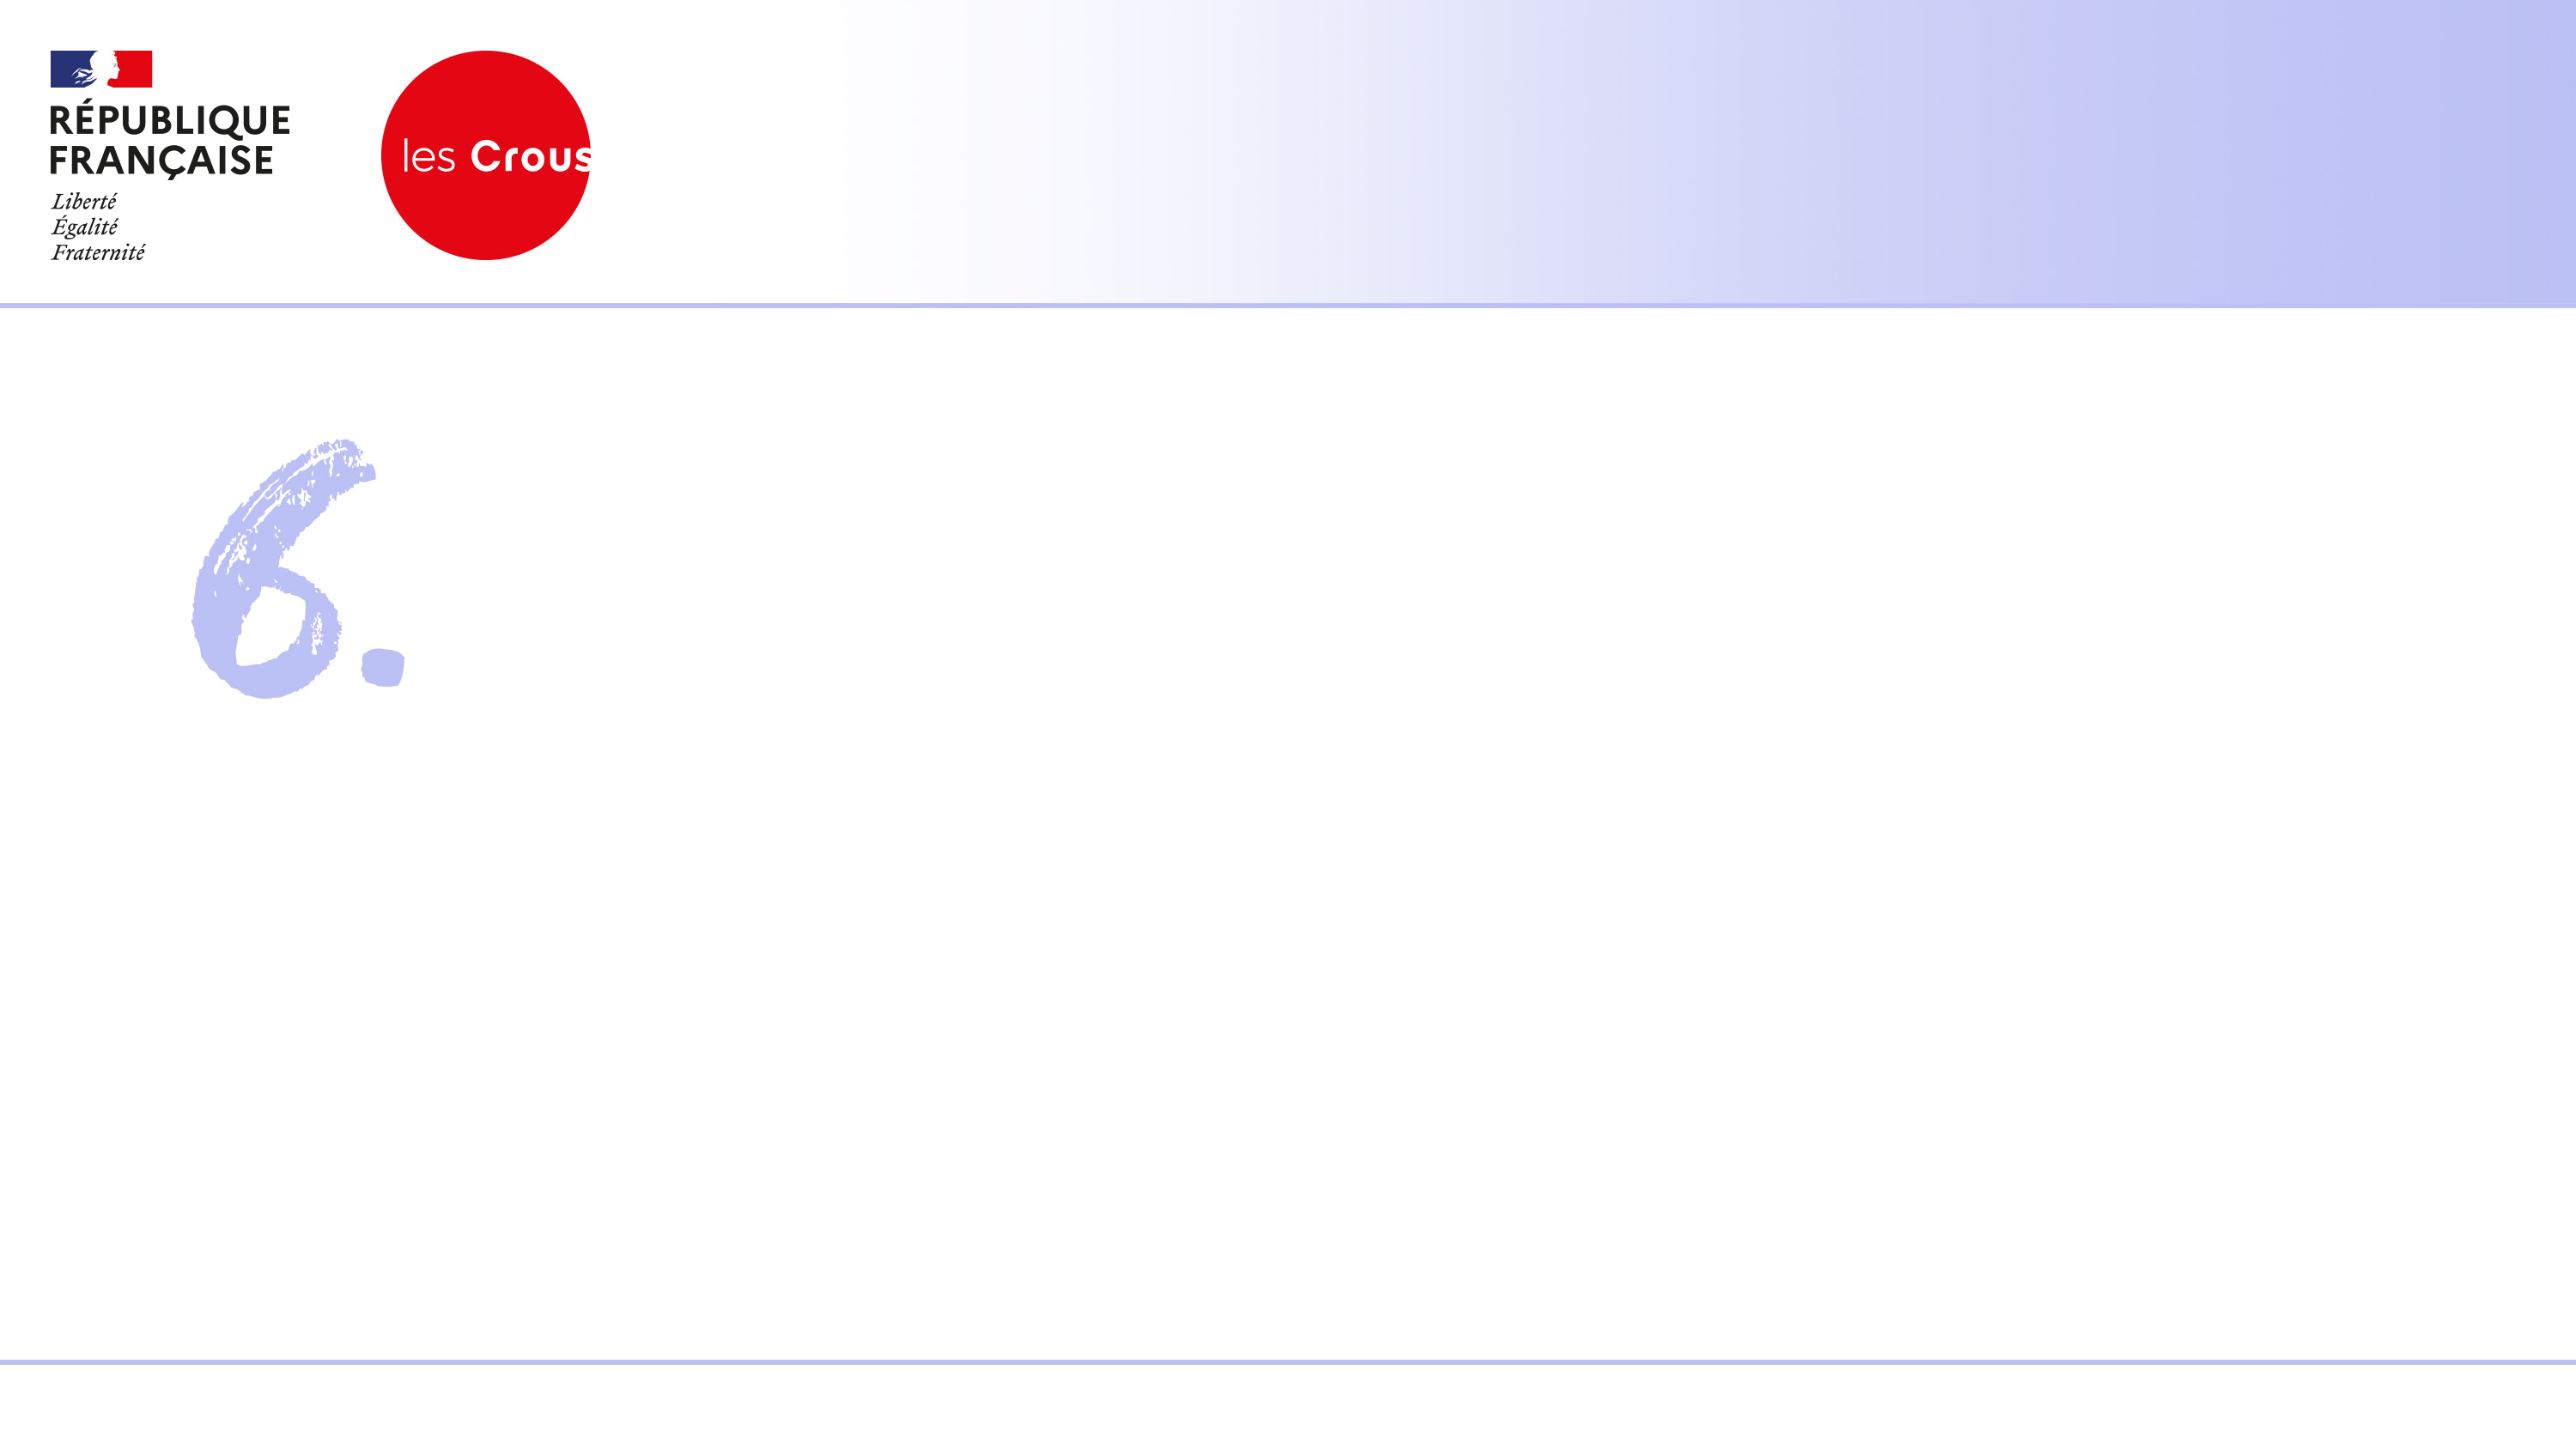 RÉPUBLIQUE
FRANÇAISE
Liberté
Égalité
Fraternité
les Crous
6.